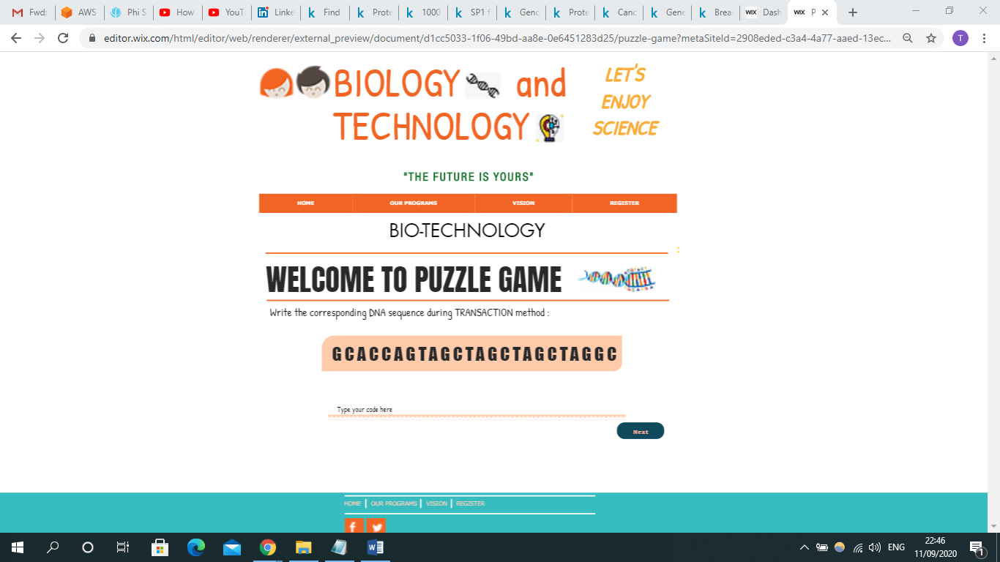 Fwd: AWS Phi S How YouT Linke Find Prote 1000 SP1 f Geno Prote Canc Gene Brea WIX Dash WIX P
editor.wix.com/html/editor/web/renderer/external_preview/document/d1cc5033-1f06-49bd-aa8e-0e6451283d25/puzzle-game?metaSiteId=2908eded-c3a4-4a77-aaed-13ec... T
BIOLOGY and
TECHNOLOGY
LET'S
ENJOY
SCIENCE
"THE FUTURE IS YOURS"
HOME OUR PROGRAMS VISION REGISTER
BIO-TECHNOLOGY
WELCOME TO PUZZLE GAME
Write the corresponding DNA sequence during TRANSACTION method :
GCACCAGTAGCTAGCTAGCTAGGC
Type your code here
Next
HOME | OUR PROGRAMS | VISION | REGISTER
ENG
22:46
11/09/2020
1